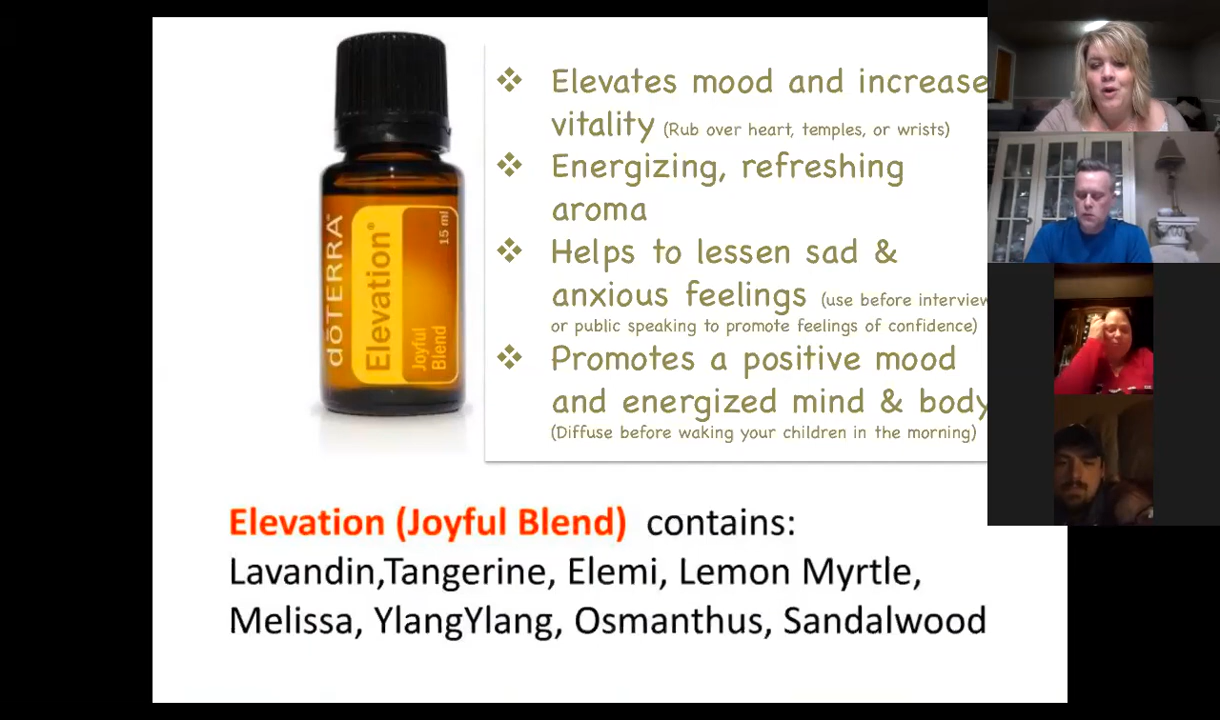 dōTERRA
Elevation®
Joyful
Blend
15 ml
Elevates mood and increase
vitality (Rub over heart, temples, or wrists)
Energizing, refreshing
aroma
Helps to lessen sad &
anxious feelings (use before interview
or public speaking to promote feelings of confidence)
Promotes a positive mood
and energized mind & body
(Diffuse before waking your children in the morning)
Elevation (Joyful Blend) contains:
Lavandin,Tangerine, Elemi, Lemon Myrtle,
Melissa, YlangYlang, Osmanthus, Sandalwood